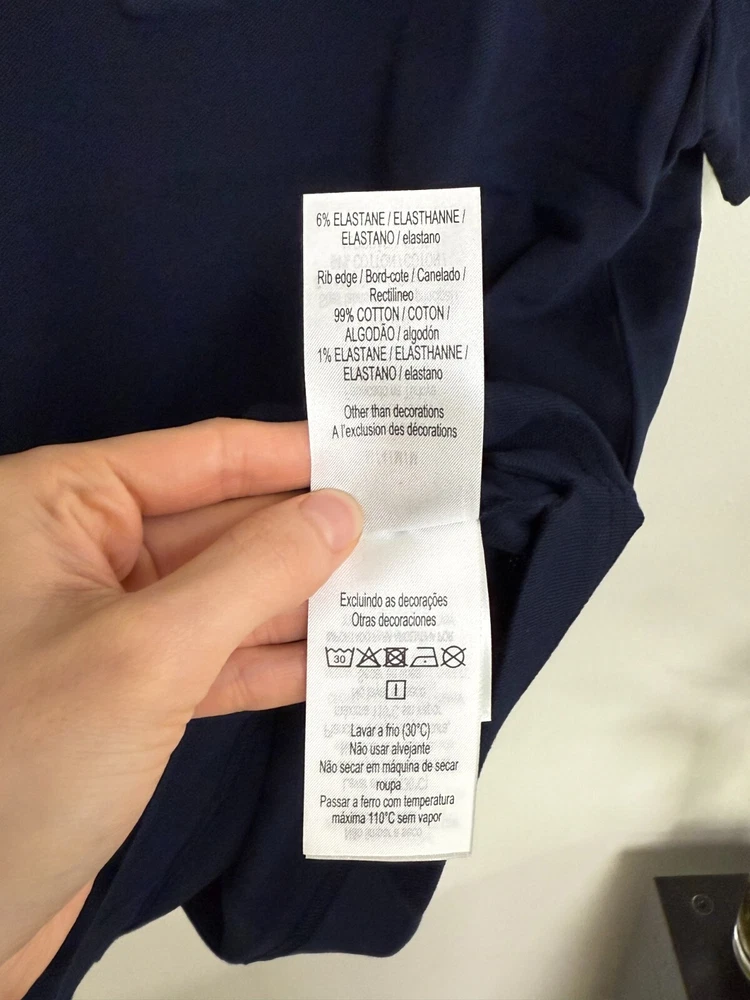 6% ELASTANE / ELASTHANNE /
ELASTANO / elastano
Rib edge / Bord-cote / Canelado /
Rectilineo
99% COTTON / COTON /
ALGODÃO / algodón
1% ELASTANE / ELASTHANNE /
ELASTANO / elastano
Other than decorations
A l'exclusion des décorations
Excluindo as decorações
Otras decoraciones
30
Lavar a frio (30°C)
Não usar alvejante
Não secar em máquina de secar
roupa
Passar a ferro com temperatura
máxima 110°C sem vapor